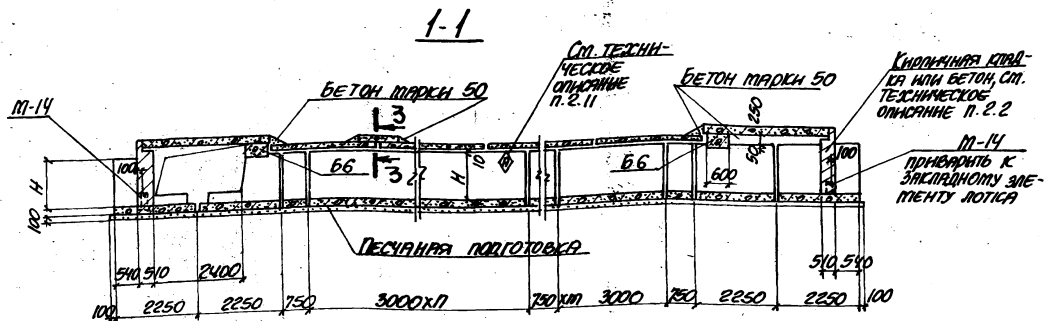 1-1
См. ТЕХНИ-
ЧЕСКОЕ
ОПИСАНИЕ
п. 2.11
КИРПИЧНАЯ КЛАД-
КА ИЛИ БЕТОН, СМ.
ТЕХНИЧЕСКОЕ
ОПИСАНИЕ п. 2.2
БЕТОН МАРКИ 50
БЕТОН МАРКИ 50
М-14
3
3
250
М-14
ПРИВАРИТЬ К
ЗАКЛАДНОМУ ЭЛЕ-
МЕНТУ ЛОТКА
100
Н
100
Б6
10
Н
Б6
50
600
100
ПЕСЧАНАЯ ПОДГОТОВКА
540 510 2400
510 540
100 2250 2250 750 3000хп 750 хm 3000 750 2250 2250 100